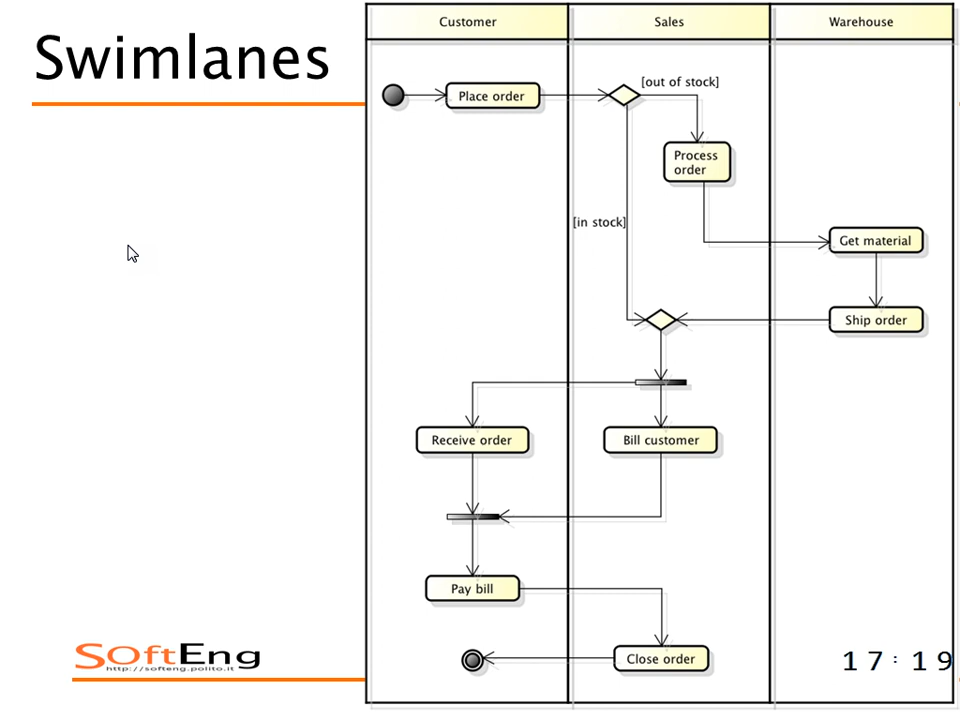 Swimlanes
Customer
Sales
Warehouse
[out of stock]
Place order
Process
order
[in stock]
Get material
Ship order
Receive order
Bill customer
Pay bill
Close order
SOftEng
http://softeng.polito.it
17:19